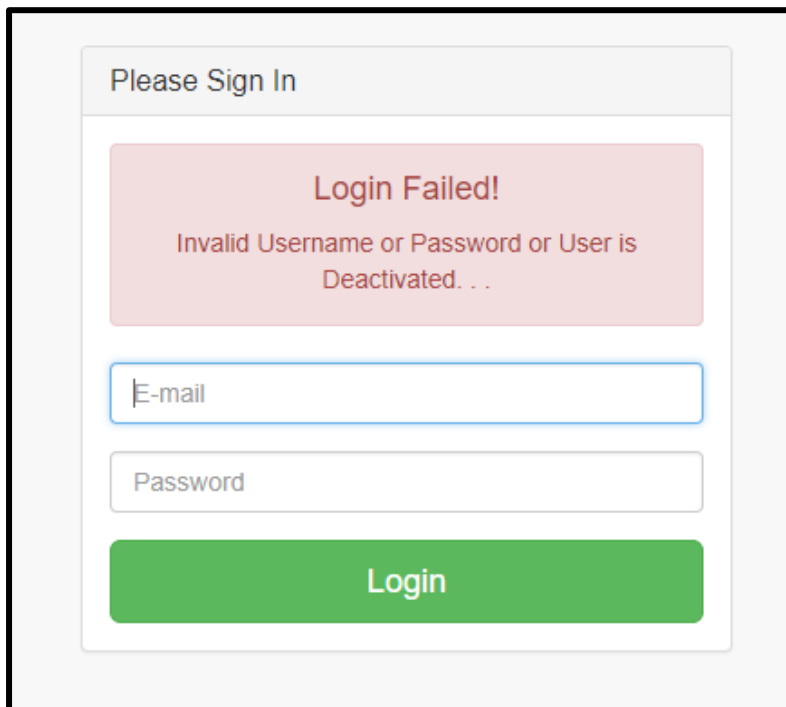 Please Sign In
Login Failed!
Invalid Username or Password or User is
Deactivated. . .
E-mail
Password
Login